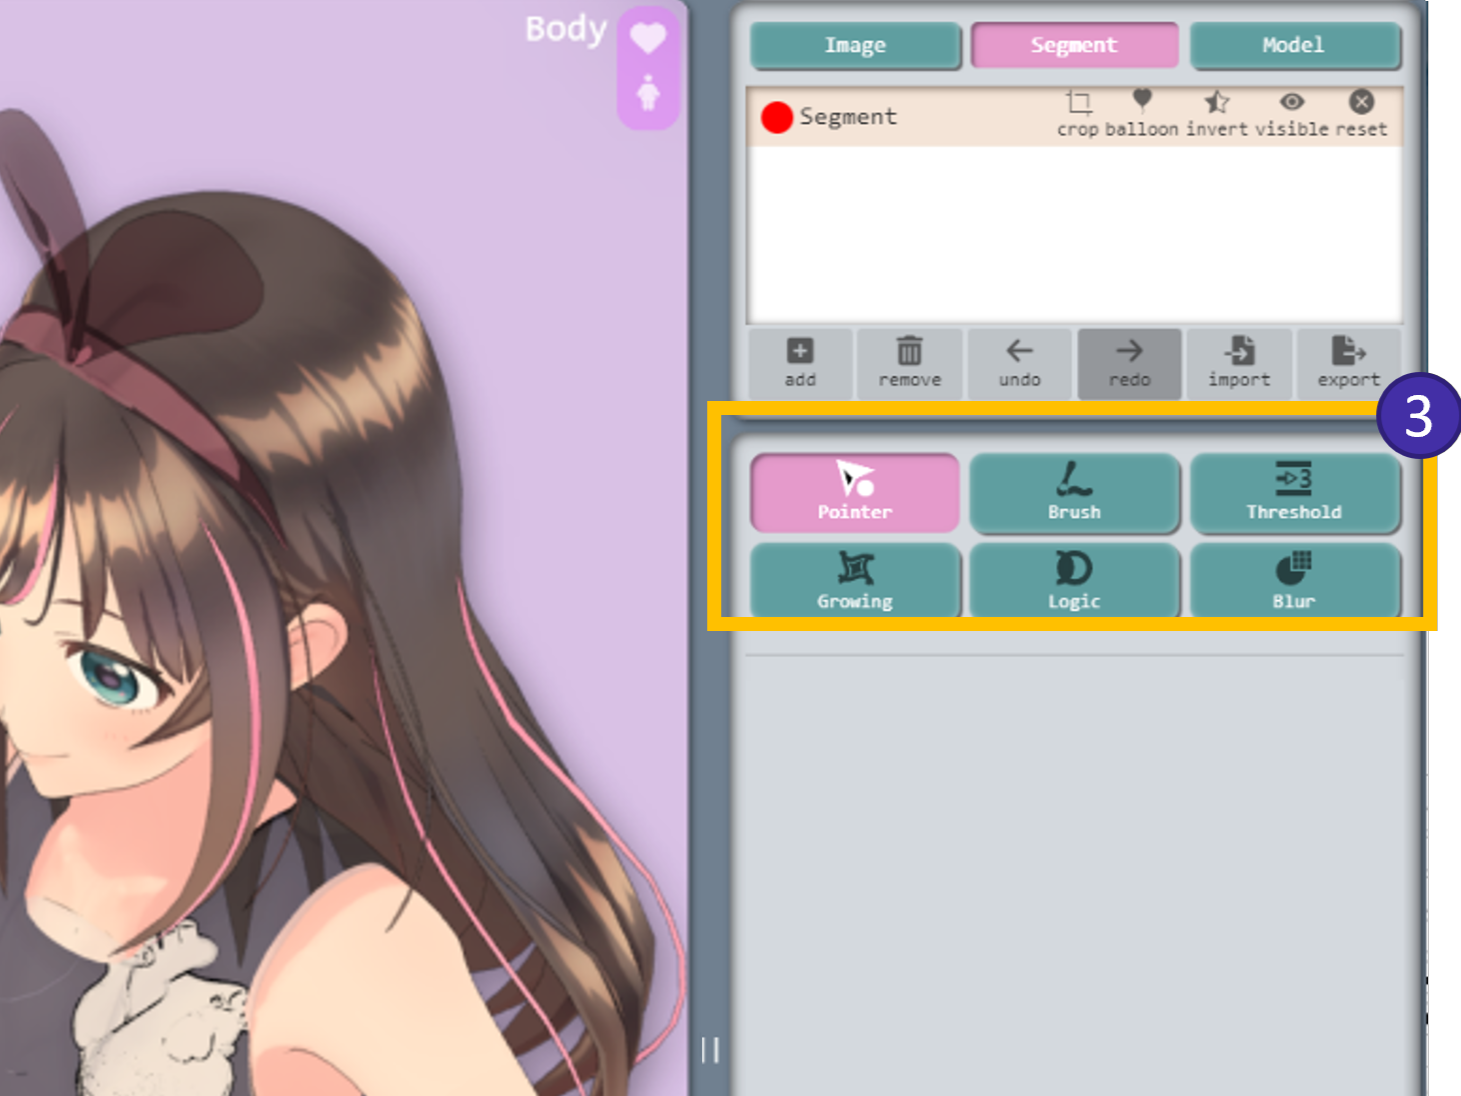 Body
Image Segment Model
Segment
crop balloon invert visible reset
add remove undo redo import export
3
Pointer Brush Threshold
Growing Logic Blur